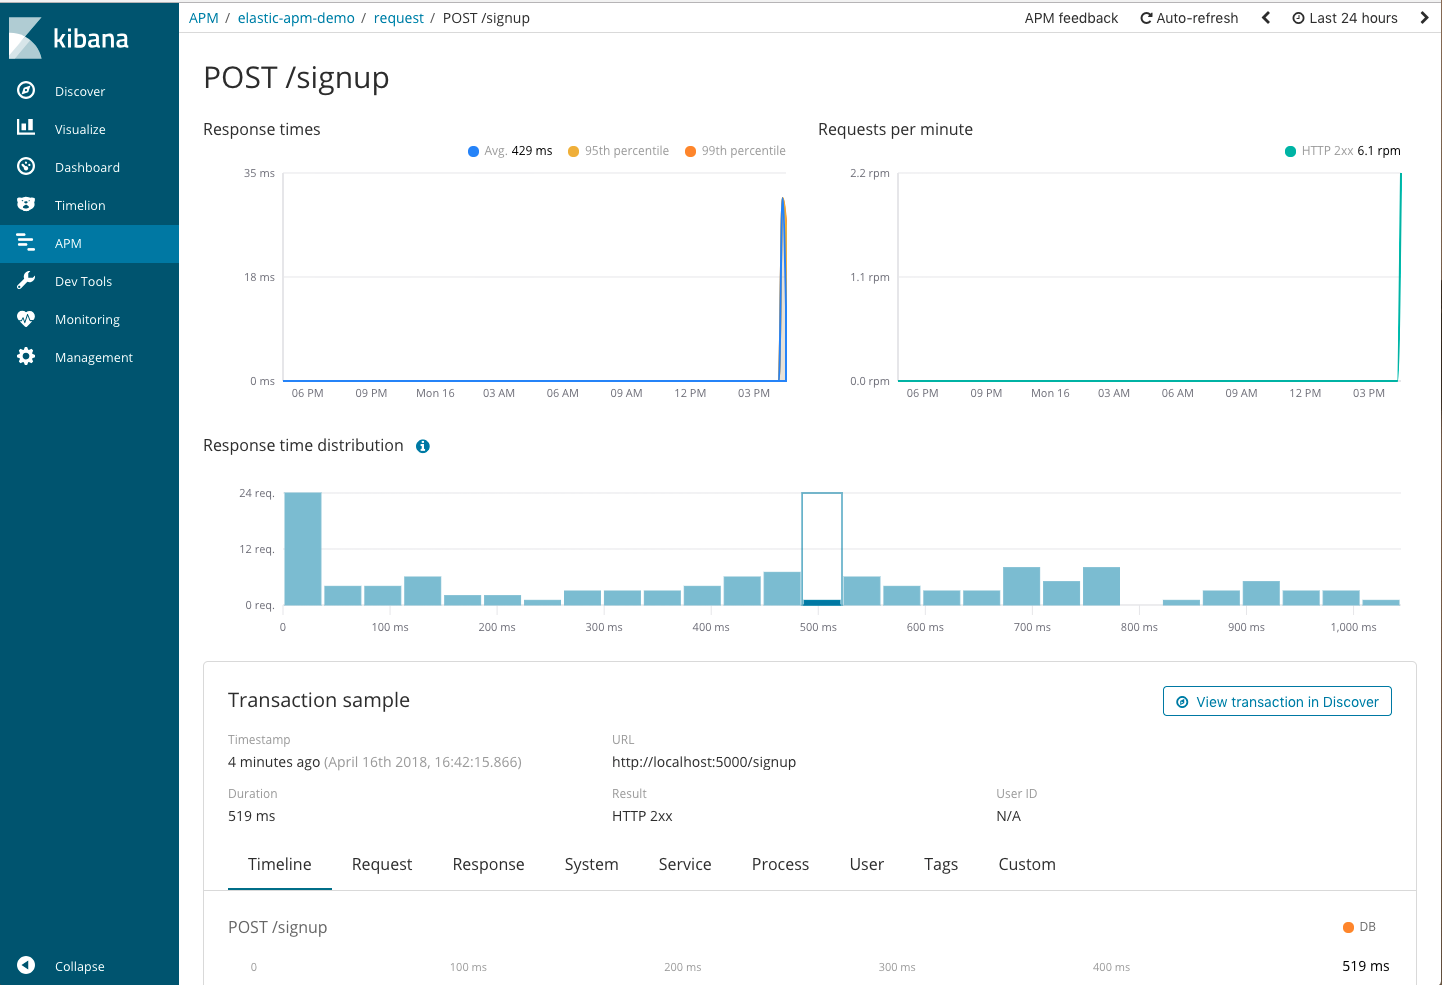 kibana
Discover
Visualize
Dashboard
Timelion
APM
Dev Tools
Monitoring
Management
Collapse
APM / elastic-apm-demo / request / POST /signup
APM feedback Auto-refresh Last 24 hours
POST /signup
Response times
Avg. 429 ms 95th percentile 99th percentile
35 ms
18 ms
0 ms
06 PM 09 PM Mon 16 03 AM 06 AM 09 AM 12 PM 03 PM
Requests per minute
HTTP 2xx 6.1 rpm
2.2 rpm
1.1 rpm
0.0 rpm
06 PM 09 PM Mon 16 03 AM 06 AM 09 AM 12 PM 03 PM
Response time distribution
24 req.
12 req.
0 req.
0 100 ms 200 ms 300 ms 400 ms 500 ms 600 ms 700 ms 800 ms 900 ms 1,000 ms
Transaction sample
View transaction in Discover
Timestamp
4 minutes ago (April 16th 2018, 16:42:15.866)
URL
http://localhost:5000/signup
Duration
519 ms
Result
HTTP 2xx
User ID
N/A
Timeline Request Response System Service Process User Tags Custom
POST /signup
DB
0 100 ms 200 ms 300 ms 400 ms 519 ms